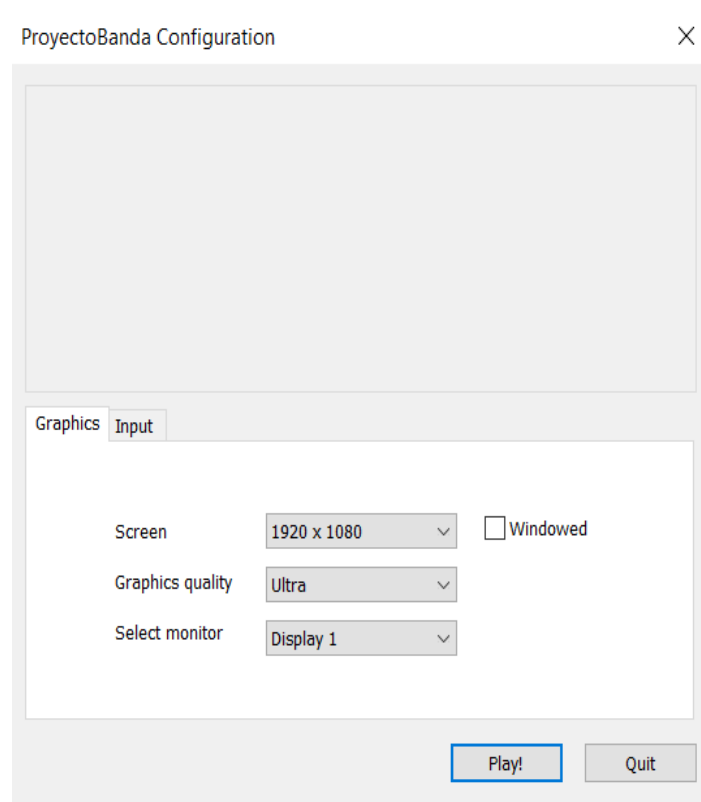 ProyectoBanda Configuration
Graphics Input
Screen 1920 x 1080 Windowed
Graphics quality Ultra
Select monitor Display 1
Play! Quit